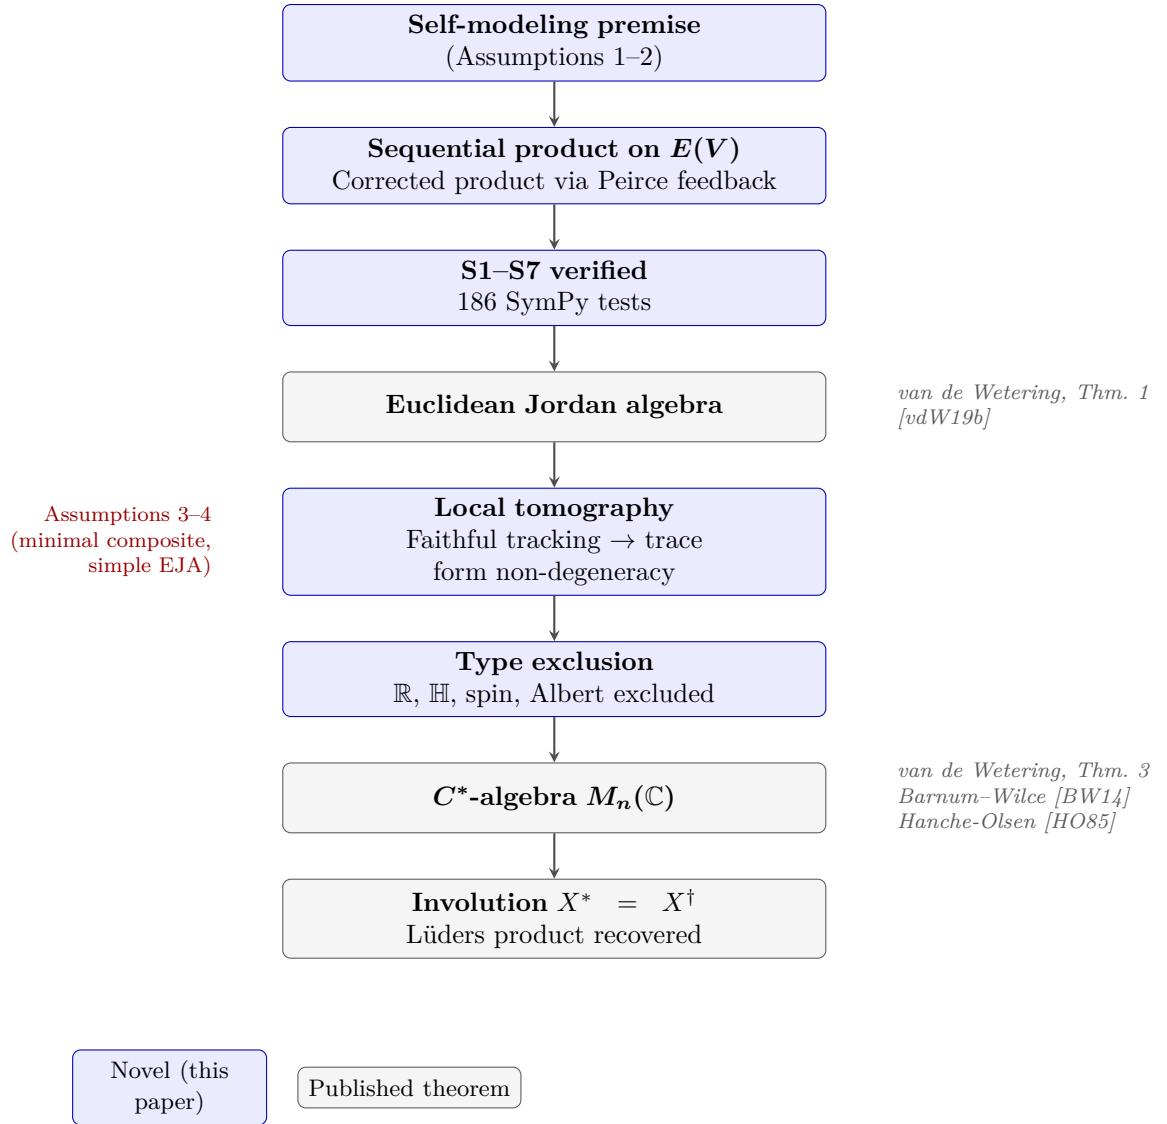 Self-modeling premise
(Assumptions 1–2)
Sequential product on E(V)
Corrected product via Peirce feedback
S1–S7 verified
186 SymPy tests
Euclidean Jordan algebra
van de Wetering, Thm. 1
[vdW19b]
Assumptions 3–4
(minimal composite,
simple EJA)
Local tomography
Faithful tracking → trace
form non-degeneracy
Type exclusion
ℝ, ℍ, spin, Albert excluded
C*-algebra Mₙ(ℂ)
van de Wetering, Thm. 3
Barnum–Wilce [BW14]
Hanche-Olsen [HO85]
Involution X* = X†
Lüders product recovered
Novel (this
paper)
Published theorem